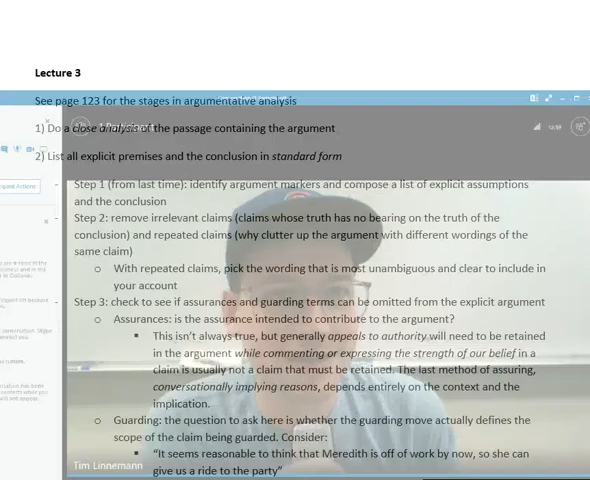 Lecture 3
See page 123 for the stages in argumentative analysis
1) Do a close analysis of the passage containing the argument
2) List all explicit premises and the conclusion in standard form
- Step 1 (from last time): identify argument markers and compose a list of explicit assumptions
and the conclusion
- Step 2: remove irrelevant claims (claims whose truth has no bearing on the truth of the
conclusion) and repeated claims (why clutter up the argument with different wordings of the
same claim)
o With repeated claims, pick the wording that is most unambiguous and clear to include in
your account
- Step 3: check to see if assurances and guarding terms can be omitted from the explicit argument
o Assurances: is the assurance intended to contribute to the argument?
▪ This isn't always true, but generally appeals to authority will need to be retained
in the argument while commenting or expressing the strength of our belief in a
claim is usually not a claim that must be retained. The last method of assuring,
conversationally implying reasons, depends entirely on the context and the
implication.
o Guarding: the question to ask here is whether the guarding move actually defines the
scope of the claim being guarded. Consider:
▪ "It seems reasonable to think that Meredith is off of work by now, so she can
give us a ride to the party"
Tim Linnemann